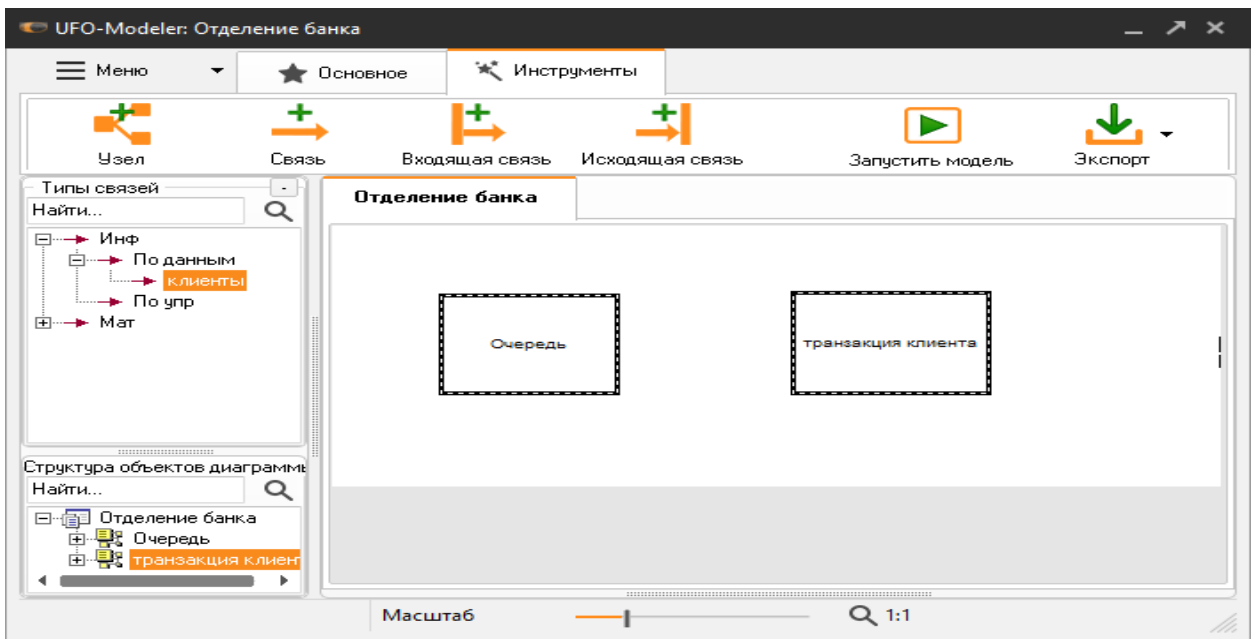 UFO-Modeler: Отделение банка
Меню Основное Инструменты
Узел Связь Входящая связь Исходящая связь Запустить модель Экспорт
Типы связей
Найти...
Инф
По данным
клиенты
По упр
Мат
Структура объектов диаграммы
Найти...
Отделение банка
Очередь
транзакция клиен
Отделение банка
Очередь
транзакция клиента
Масштаб 1:1